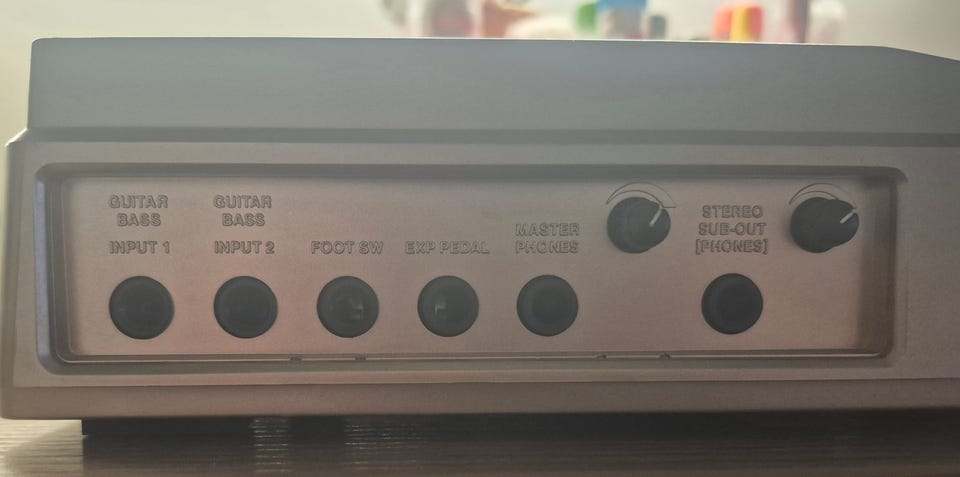 GUITAR
BASS
INPUT 1
GUITAR
BASS
INPUT 2
FOOT SW
EXP PEDAL
MASTER
PHONES
STEREO
SUB-OUT
[PHONES]